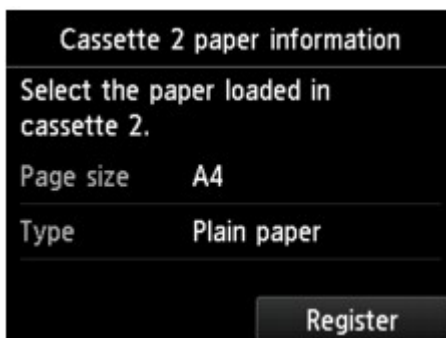 Cassette 2 paper information
Select the paper loaded in
cassette 2.
Page size A4
Type Plain paper
Register